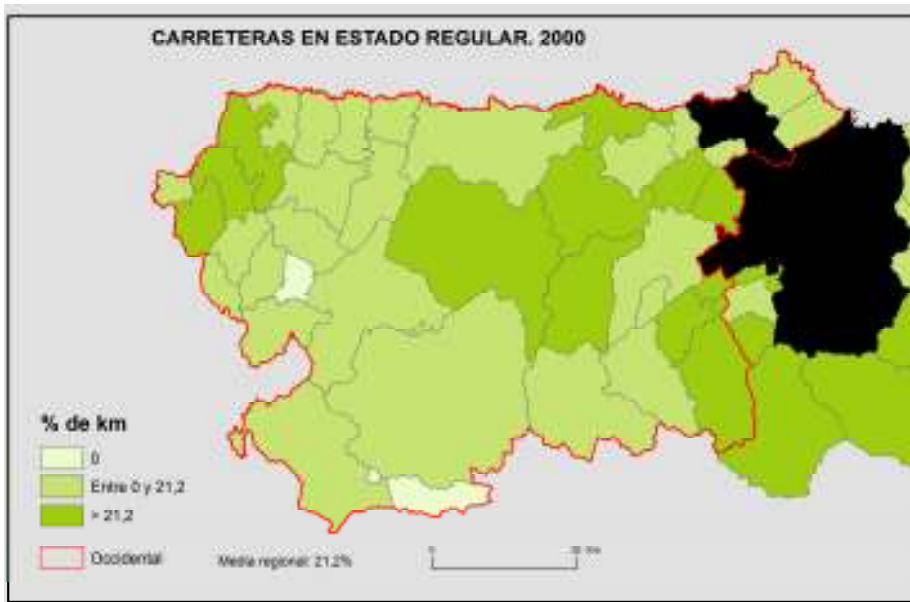 CARRETERAS EN ESTADO REGULAR. 2000
% de km
0
Entre 0 y 21,2
> 21,2
Occidental
Media regional: 21,2%
0